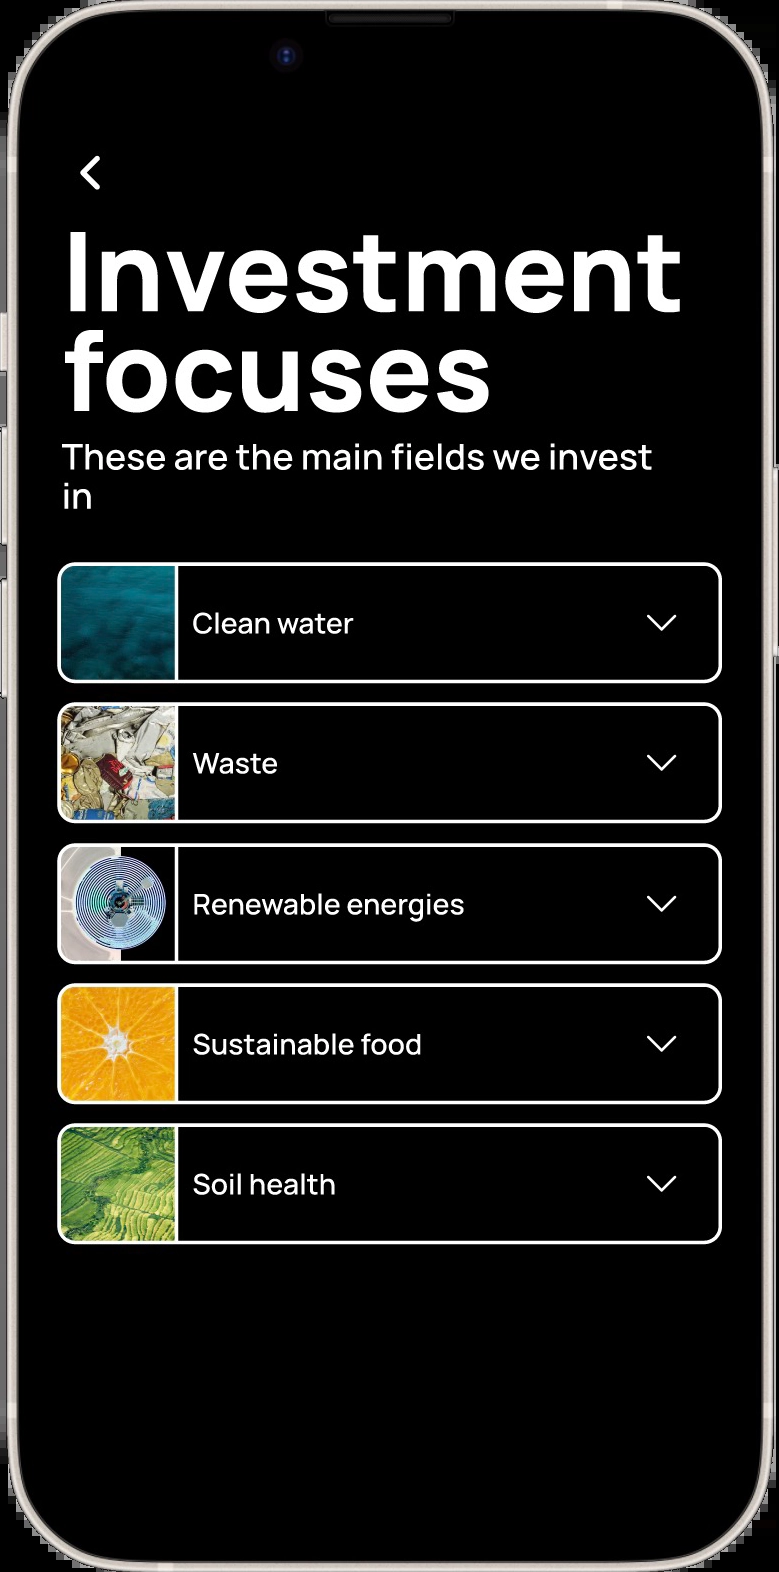 Investment
focuses
These are the main fields we invest
in
Clean water
Waste
Renewable energies
Sustainable food
Soil health